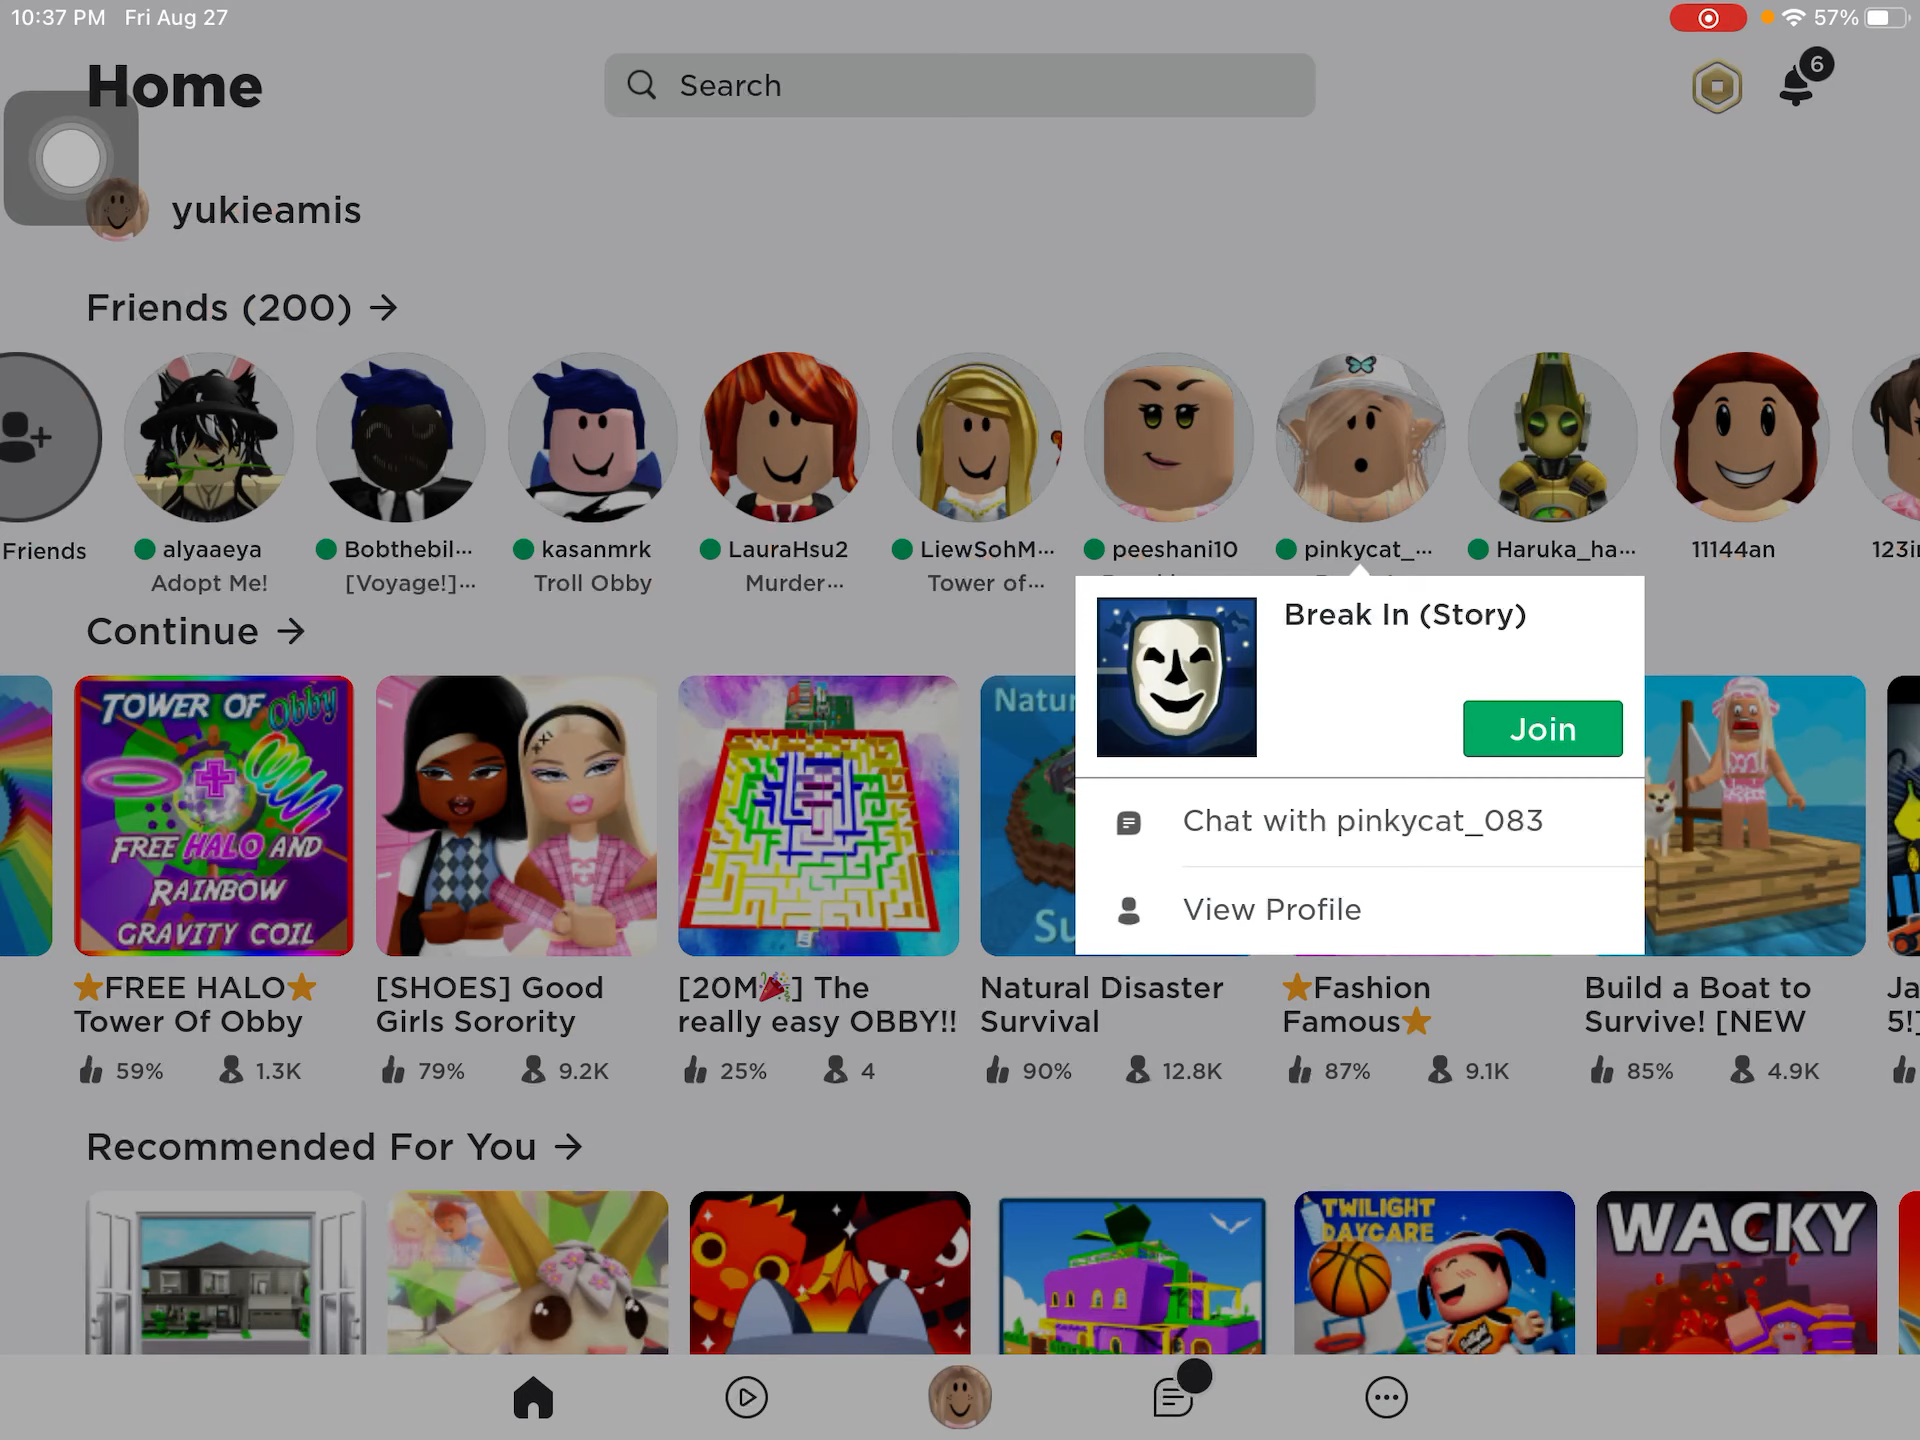 10:37 PM Fri Aug 27
57%
Home
Search
6
yukieamis
Friends (200) →
Friends
alyaaeya
Adopt Me!
Bobthebil...
[Voyage!]...
kasanmrk
Troll Obby
LauraHsu2
Murder...
LiewSohM...
Tower of...
peeshani10
pinkycat_...
Haruka_ha...
11144an
Continue →
Break In (Story)
Join
Chat with pinkycat_083
View Profile
TOWER OF Obby
FREE HALO AND
RAINBOW
GRAVITY COIL
Natur
Su
⭐FREE HALO⭐
Tower Of Obby
59% 1.3K
[SHOES] Good
Girls Sorority
79% 9.2K
[20M🎉] The
really easy OBBY!!
25% 4
Natural Disaster
Survival
90% 12.8K
⭐Fashion
Famous⭐
87% 9.1K
Build a Boat to
Survive! [NEW
85% 4.9K
Ja
5!]
Recommended For You →
TWILIGHT
DAYCARE
WACKY